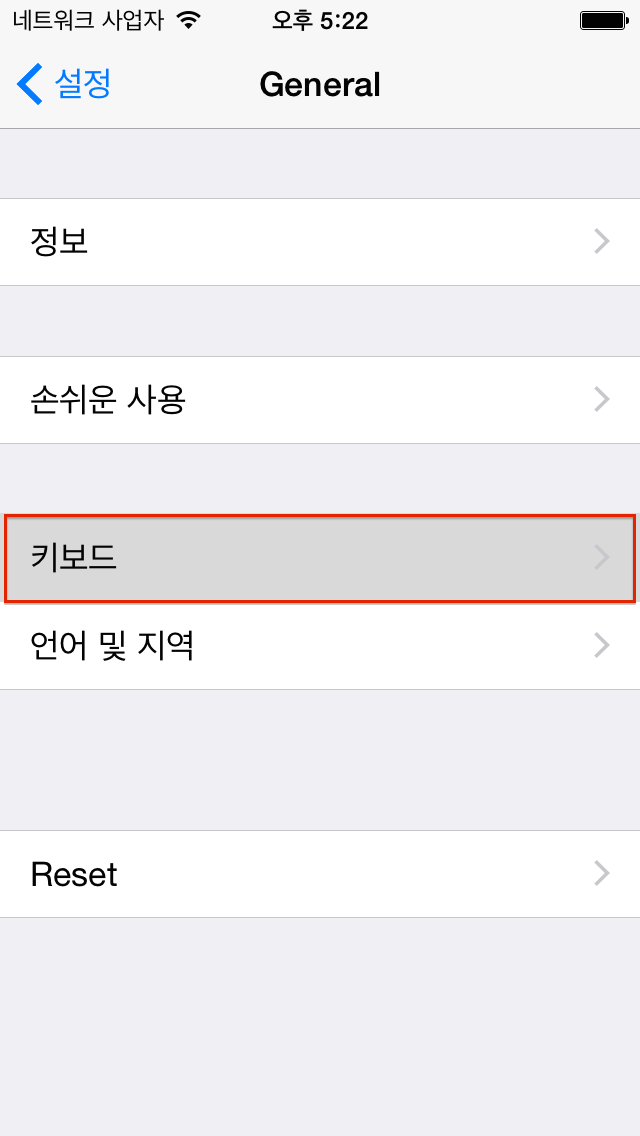 네트워크 사업자 오후 5:22
설정 General
정보
손쉬운 사용
키보드
언어 및 지역
Reset